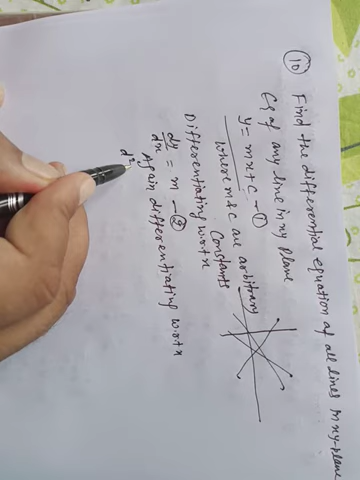 10 Find the differential equation of all lines in xy-plane
Eq of any line in xy plane
y = mx + c - ①
where m & c are arbitrary
Constants
Differentiating w.r.t x
dy/dx = m - ②
Again differentiating w.r.t x
d²